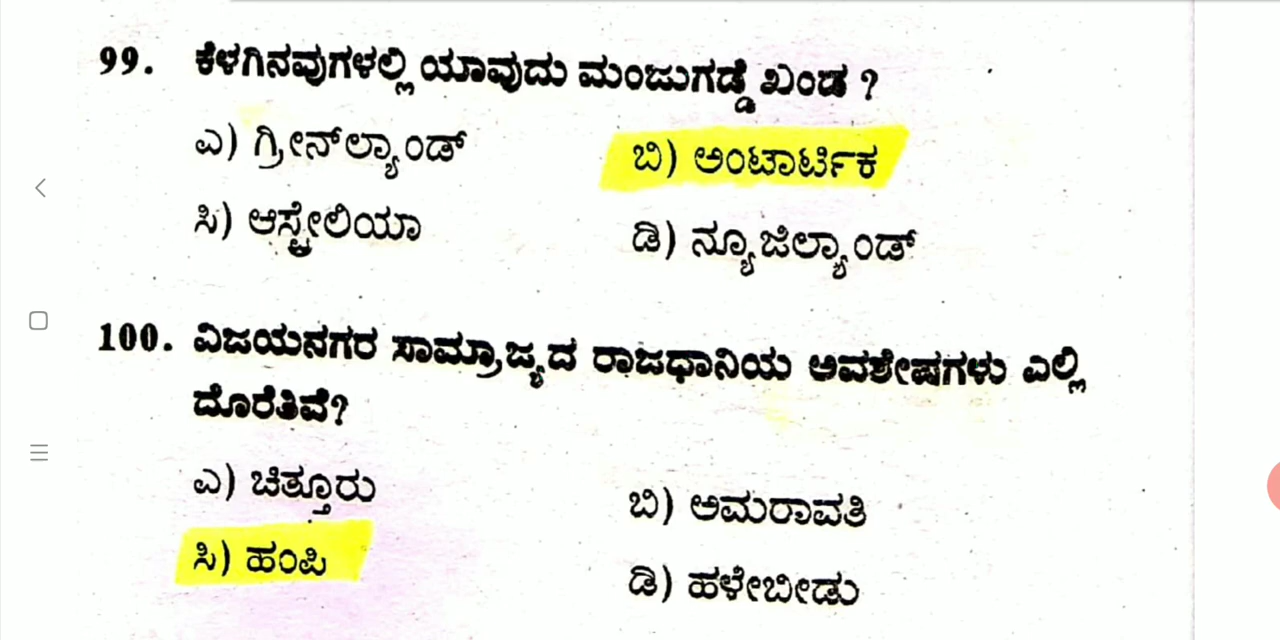 99. ಕೆಳಗಿನವುಗಳಲ್ಲಿ ಯಾವುದು ಮಂಜುಗಡ್ಡೆ ಖಂಡ ?
ಎ) ಗ್ರೀನ್‌ಲ್ಯಾಂಡ್
ಬಿ) ಅಂಟಾರ್ಟಿಕ
ಸಿ) ಆಸ್ಟ್ರೇಲಿಯಾ
ಡಿ) ನ್ಯೂಜಿಲ್ಯಾಂಡ್
100. ವಿಜಯನಗರ ಸಾಮ್ರಾಜ್ಯದ ರಾಜಧಾನಿಯ ಅವಶೇಷಗಳು ಎಲ್ಲಿ
ದೊರೆತಿವೆ?
ಎ) ಚಿತ್ತೂರು
ಬಿ) ಅಮರಾವತಿ
ಸಿ) ಹಂಪಿ
ಡಿ) ಹಳೇಬೀಡು